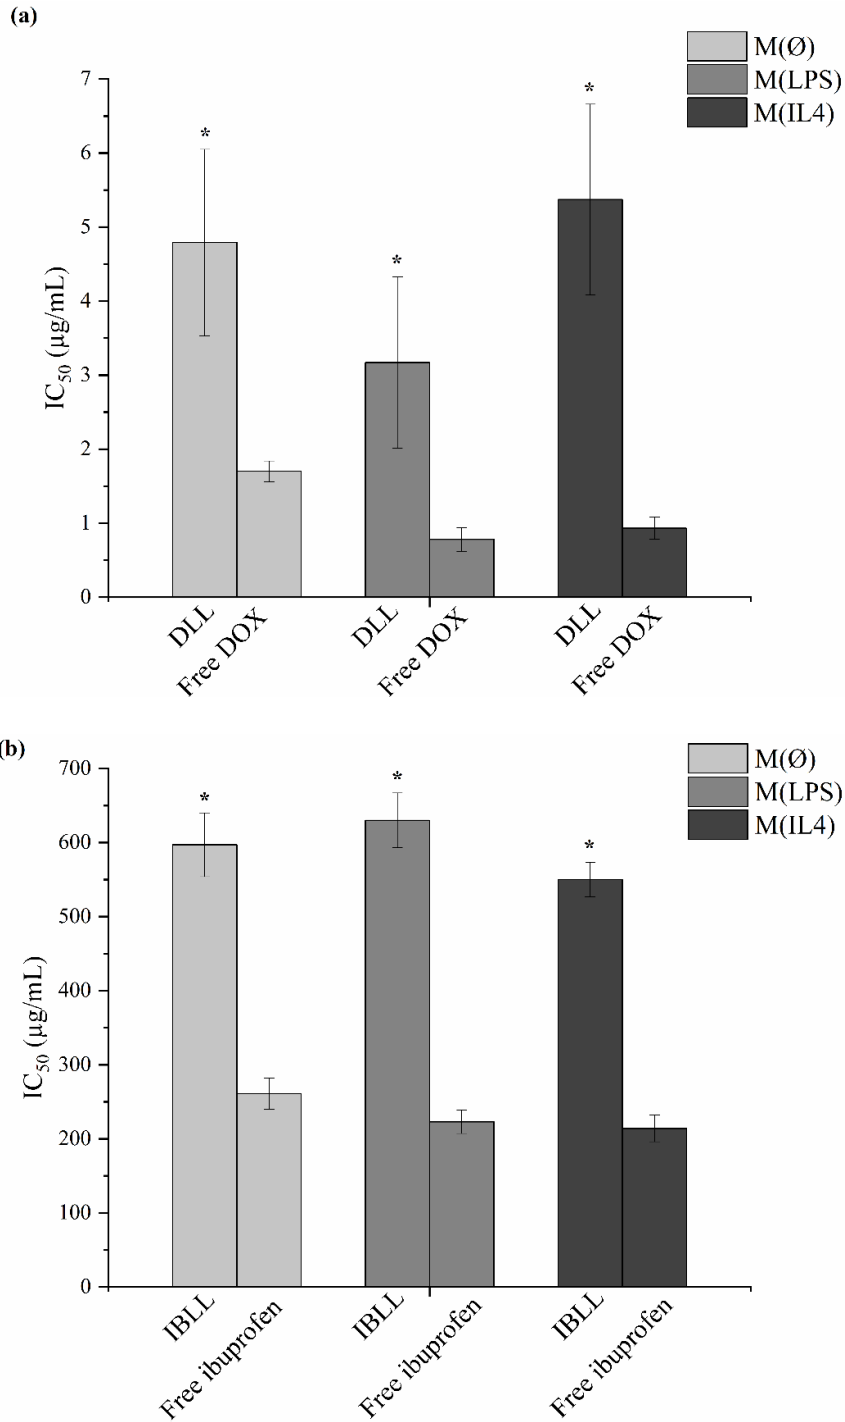 (a)
M(Ø)
M(LPS)
M(IL4)
7
6
5
4
3
2
1
0
IC50 (µg/mL)
*
*
*
DLL
Free DOX
DLL
Free DOX
DLL
Free DOX
(b)
M(Ø)
M(LPS)
M(IL4)
700
600
500
400
300
200
100
0
IC50 (µg/mL)
*
*
*
IBLL
Free ibuprofen
IBLL
Free ibuprofen
IBLL
Free ibuprofen